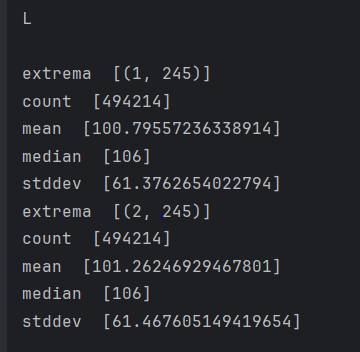 L
extrema  [(1, 245)]
count  [494214]
mean  [100.79557236338914]
median  [106]
stddev  [61.3762654022794]
extrema  [(2, 245)]
count  [494214]
mean  [101.26246929467801]
median  [106]
stddev  [61.467605149419654]